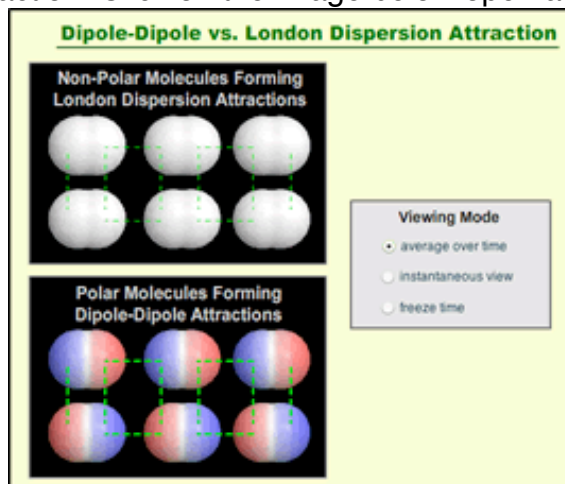 Dipole-Dipole vs. London Dispersion Attraction
Non-Polar Molecules Forming
London Dispersion Attractions
Viewing Mode
average over time
instantaneous view
freeze time
Polar Molecules Forming
Dipole-Dipole Attractions